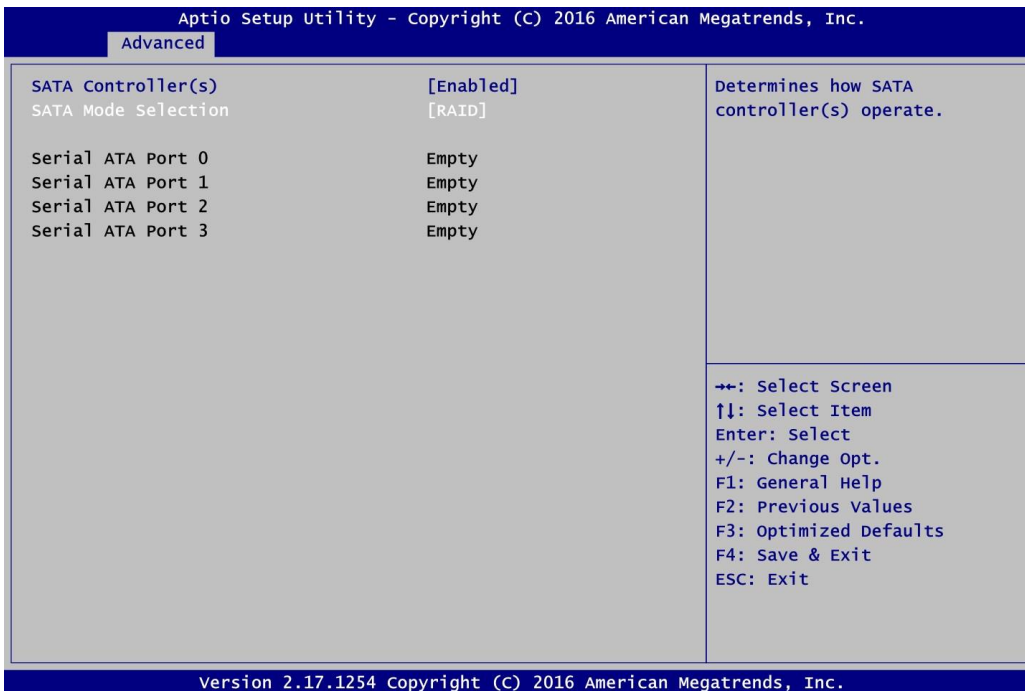 Aptio Setup Utility - Copyright (C) 2016 American Megatrends, Inc.
Advanced
SATA Controller(s) [Enabled]
SATA Mode Selection [RAID]
Serial ATA Port 0 Empty
Serial ATA Port 1 Empty
Serial ATA Port 2 Empty
Serial ATA Port 3 Empty
Determines how SATA
controller(s) operate.
→←: Select Screen
↑↓: Select Item
Enter: Select
+/-: Change Opt.
F1: General Help
F2: Previous Values
F3: Optimized Defaults
F4: Save & Exit
ESC: Exit
Version 2.17.1254 Copyright (C) 2016 American Megatrends, Inc.